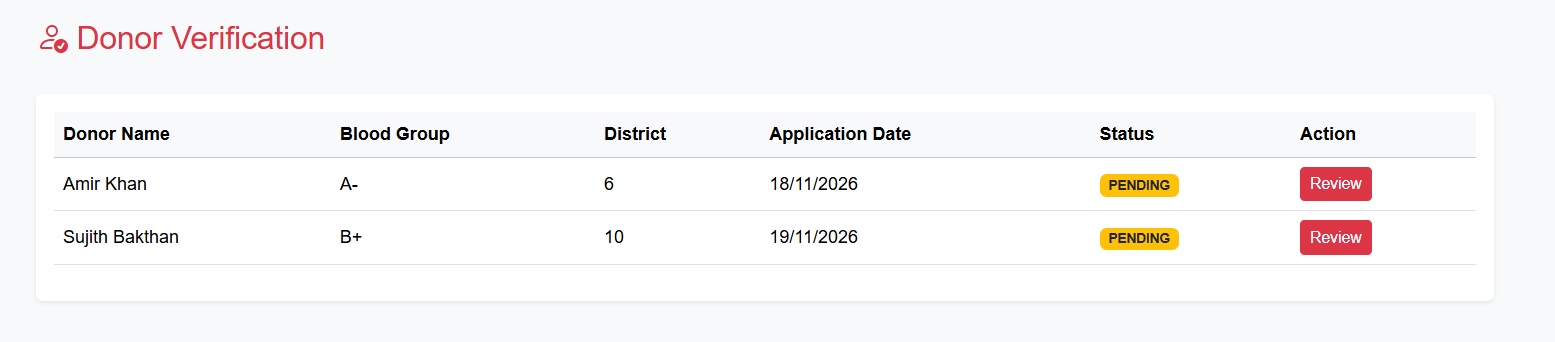 Donor Verification
Donor Name Blood Group District Application Date Status Action
Amir Khan A- 6 18/11/2026 PENDING Review
Sujith Bakthan B+ 10 19/11/2026 PENDING Review